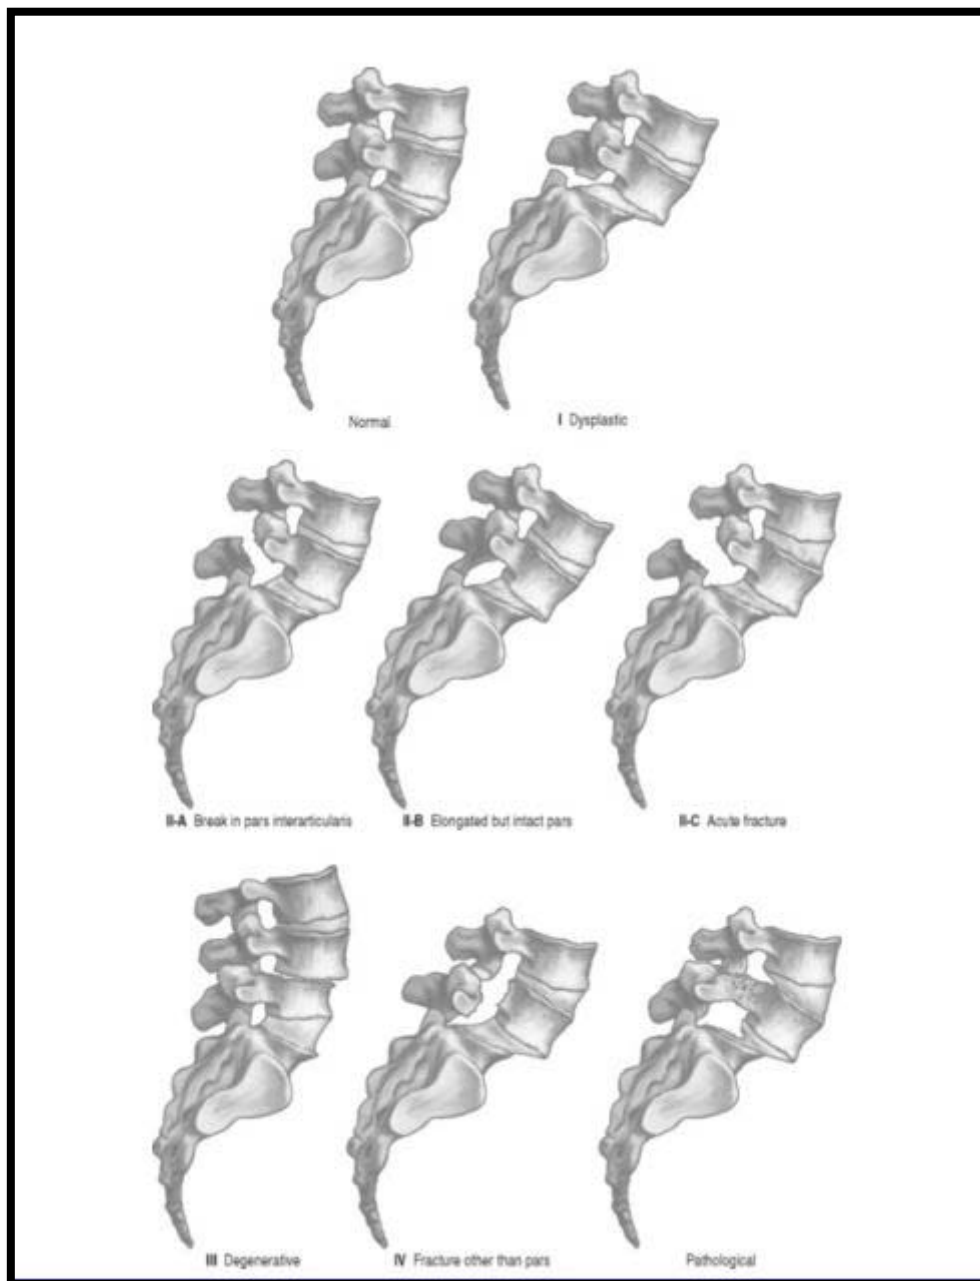 Normal
I Dysplastic
II-A Break in pars interarticularis
II-B Elongated but intact pars
II-C Acute fracture
III Degenerative
IV Fracture other than pars
Pathological